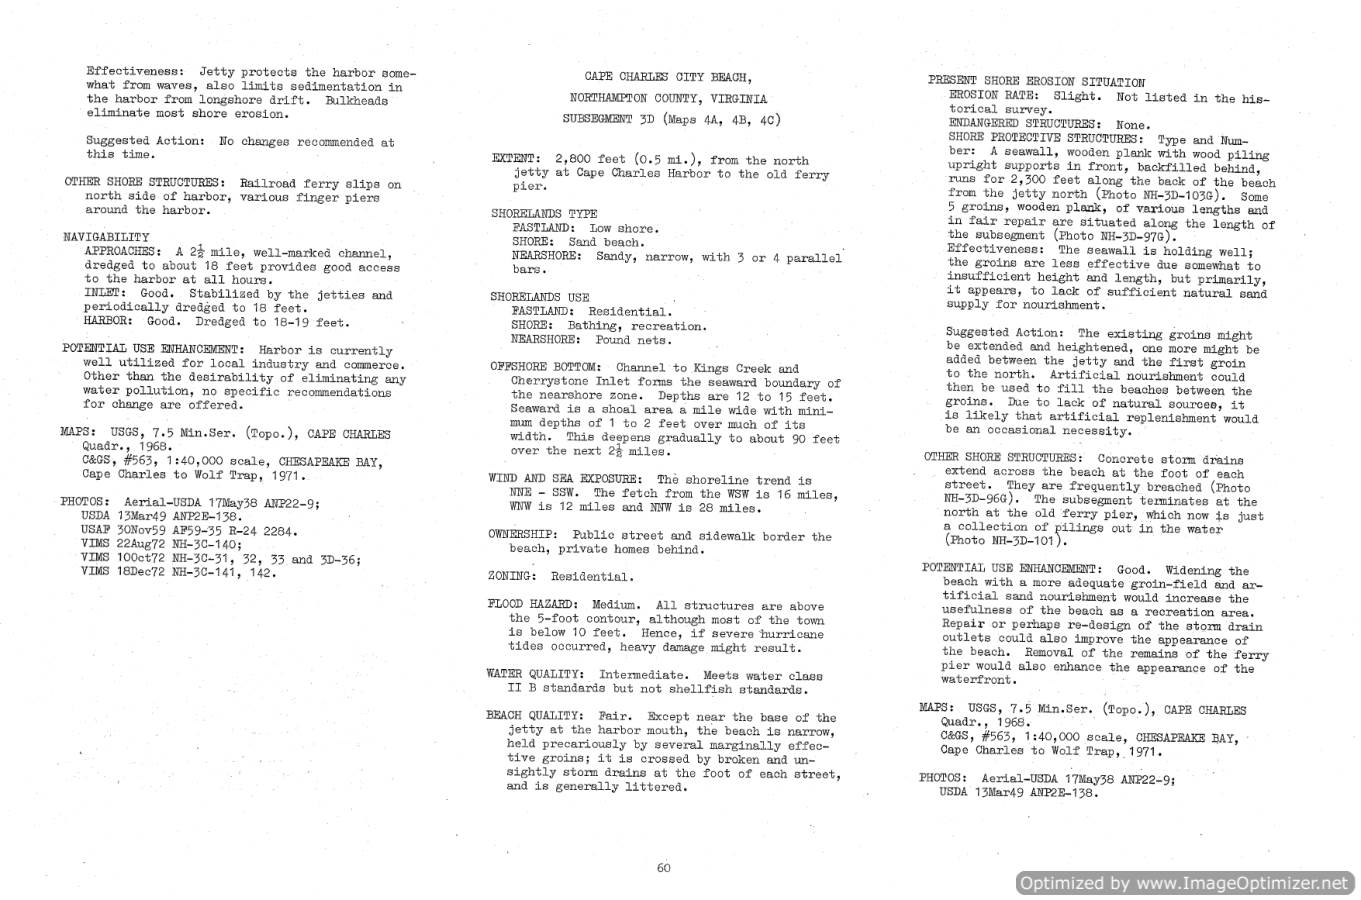 Effectiveness: Jetty protects the harbor some-
what from waves, also limits sedimentation in
the harbor from longshore drift. Bulkheads
eliminate most shore erosion.
Suggested Action: No changes recommended at
this time.
OTHER SHORE STRUCTURES: Railroad ferry slips on
north side of harbor, various finger piers
around the harbor.
NAVIGABILITY
APPROACHES: A 2½ mile, well-marked channel,
dredged to about 18 feet provides good access
to the harbor at all hours.
INLET: Good. Stabilized by the jetties and
periodically dredged to 18 feet.
HARBOR: Good. Dredged to 18-19 feet.
POTENTIAL USE ENHANCEMENT: Harbor is currently
well utilized for local industry and commerce.
Other than the desirability of eliminating any
water pollution, no specific recommendations
for change are offered.
MAPS: USGS, 7.5 Min.Ser. (Topo.), CAPE CHARLES
Quadr., 1968.
C&GS, #563, 1:40,000 scale, CHESAPEAKE BAY,
Cape Charles to Wolf Trap, 1971.
PHOTOS: Aerial-USDA 17May38 ANP22-9;
USDA 13Mar49 ANP2E-138.
USAF 30Nov59 AF59-35 R-24 2284.
VIMS 22Aug72 NH-3C-140;
VIMS 10Oct72 NH-3C-31, 32, 33 and 3D-36;
VIMS 18Dec72 NH-3C-141, 142.
CAPE CHARLES CITY BEACH,
NORTHAMPTON COUNTY, VIRGINIA
SUBSEGMENT 3D (Maps 4A, 4B, 4C)
EXTENT: 2,800 feet (0.5 mi.), from the north
jetty at Cape Charles Harbor to the old ferry
pier.
SHORELANDS TYPE
FASTLAND: Low shore.
SHORE: Sand beach.
NEARSHORE: Sandy, narrow, with 3 or 4 parallel
bars.
SHORELANDS USE
FASTLAND: Residential.
SHORE: Bathing, recreation.
NEARSHORE: Pound nets.
OFFSHORE BOTTOM: Channel to Kings Creek and
Cherrystone Inlet forms the seaward boundary of
the nearshore zone. Depths are 12 to 15 feet.
Seaward is a shoal area a mile wide with mini-
mum depths of 1 to 2 feet over much of its
width. This deepens gradually to about 90 feet
over the next 2½ miles.
WIND AND SEA EXPOSURE: The shoreline trend is
NNE - SSW. The fetch from the WSW is 16 miles,
WNW is 12 miles and NNW is 28 miles.
OWNERSHIP: Public street and sidewalk border the
beach, private homes behind.
ZONING: Residential.
FLOOD HAZARD: Medium. All structures are above
the 5-foot contour, although most of the town
is below 10 feet. Hence, if severe hurricane
tides occurred, heavy damage might result.
WATER QUALITY: Intermediate. Meets water class
II B standards but not shellfish standards.
BEACH QUALITY: Fair. Except near the base of the
jetty at the harbor mouth, the beach is narrow,
held precariously by several marginally effec-
tive groins; it is crossed by broken and un-
sightly storm drains at the foot of each street,
and is generally littered.
PRESENT SHORE EROSION SITUATION
EROSION RATE: Slight. Not listed in the his-
torical survey.
ENDANGERED STRUCTURES: None.
SHORE PROTECTIVE STRUCTURES: Type and Num-
ber: A seawall, wooden plank with wood piling
upright supports in front, backfilled behind,
runs for 2,300 feet along the back of the beach
from the jetty north (Photo NH-3D-103G). Some
5 groins, wooden plank, of various lengths and
in fair repair are situated along the length of
the subsegment (Photo NH-3D-97G).
Effectiveness: The seawall is holding well;
the groins are less effective due somewhat to
insufficient height and length, but primarily,
it appears, to lack of sufficient natural sand
supply for nourishment.
Suggested Action: The existing groins might
be extended and heightened, one more might be
added between the jetty and the first groin
to the north. Artificial nourishment could
then be used to fill the beaches between the
groins. Due to lack of natural sources, it
is likely that artificial replenishment would
be an occasional necessity.
OTHER SHORE STRUCTURES: Concrete storm drains
extend across the beach at the foot of each
street. They are frequently breached (Photo
NH-3D-96G). The subsegment terminates at the
north at the old ferry pier, which now is just
a collection of pilings out in the water
(Photo NH-3D-101).
POTENTIAL USE ENHANCEMENT: Good. Widening the
beach with a more adequate groin-field and ar-
tificial sand nourishment would increase the
usefulness of the beach as a recreation area.
Repair or perhaps re-design of the storm drain
outlets could also improve the appearance of
the beach. Removal of the remains of the ferry
pier would also enhance the appearance of the
waterfront.
MAPS: USGS, 7.5 Min.Ser. (Topo.), CAPE CHARLES
Quadr., 1968.
C&GS, #563, 1:40,000 scale, CHESAPEAKE BAY,
Cape Charles to Wolf Trap, 1971.
PHOTOS: Aerial-USDA 17May38 ANP22-9;
USDA 13Mar49 ANP2E-138.
60
Optimized by www.ImageOptimizer.net